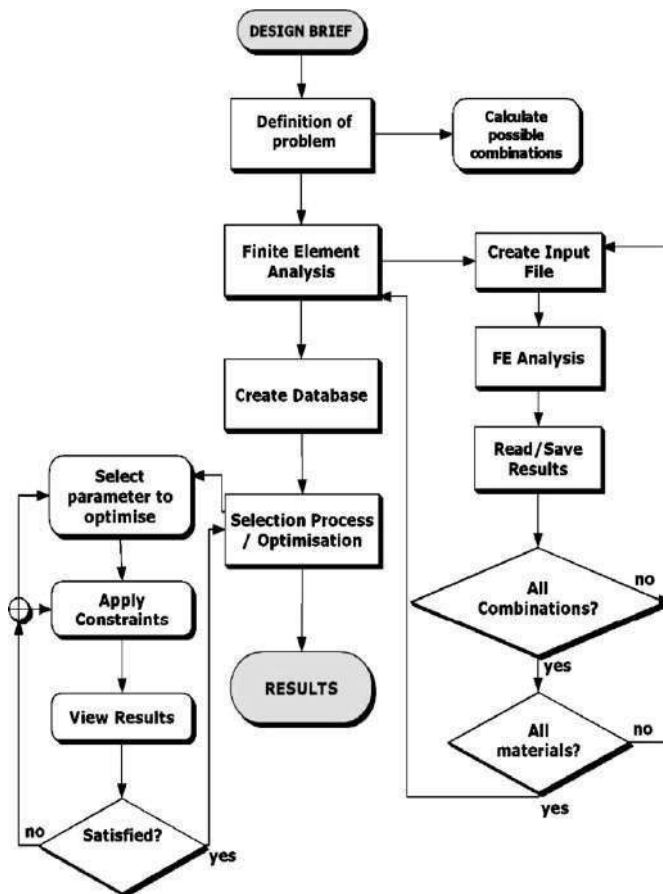 DESIGN BRIEF
Definition of
problem
Calculate
possible
combinations
Finite Element
Analysis
Create Input
File
FE Analysis
Create Database
Read/Save
Results
Select
parameter to
optimise
Selection Process
/ Optimisation
All
Combinations?
no
yes
Apply
Constraints
RESULTS
View Results
All
materials?
no
yes
Satisfied?
no
yes